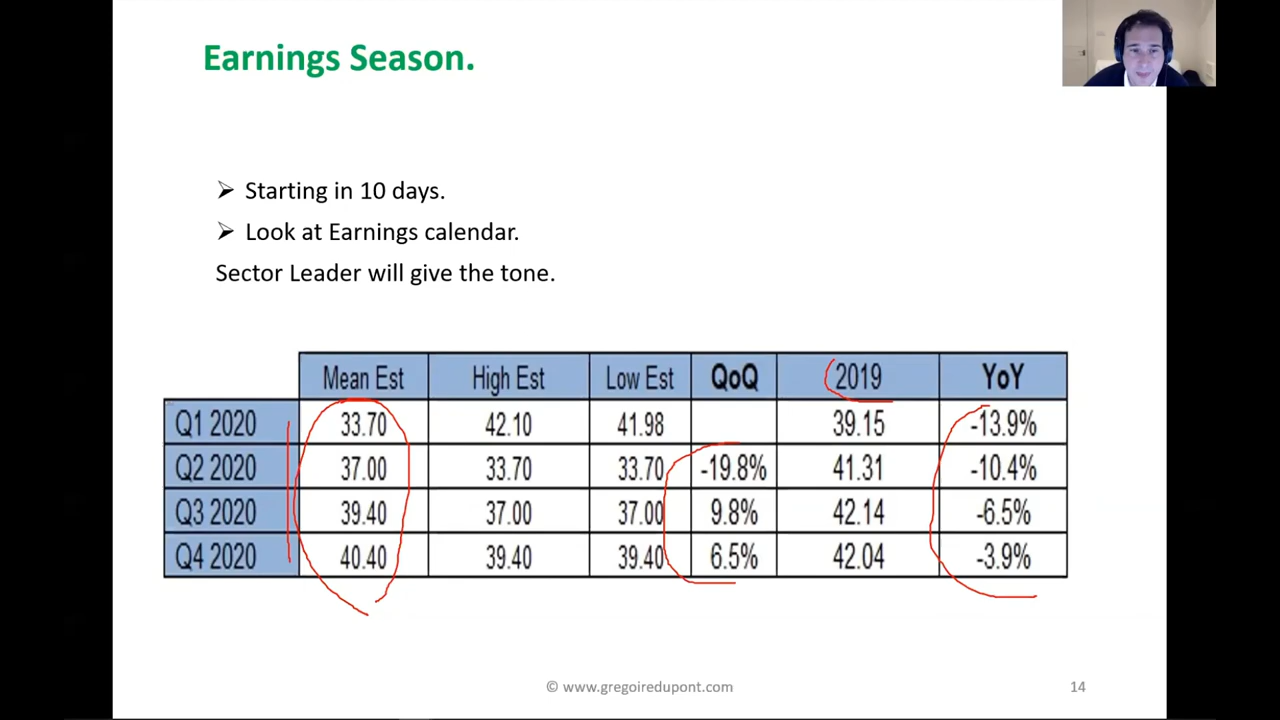 Earnings Season.
Starting in 10 days.
Look at Earnings calendar.
Sector Leader will give the tone.
Mean Est High Est Low Est QoQ 2019 YoY
Q1 2020 33.70 42.10 41.98 39.15 -13.9%
Q2 2020 37.00 33.70 33.70 -19.8% 41.31 -10.4%
Q3 2020 39.40 37.00 37.00 9.8% 42.14 -6.5%
Q4 2020 40.40 39.40 39.40 6.5% 42.04 -3.9%
© www.gregoiredupont.com
14